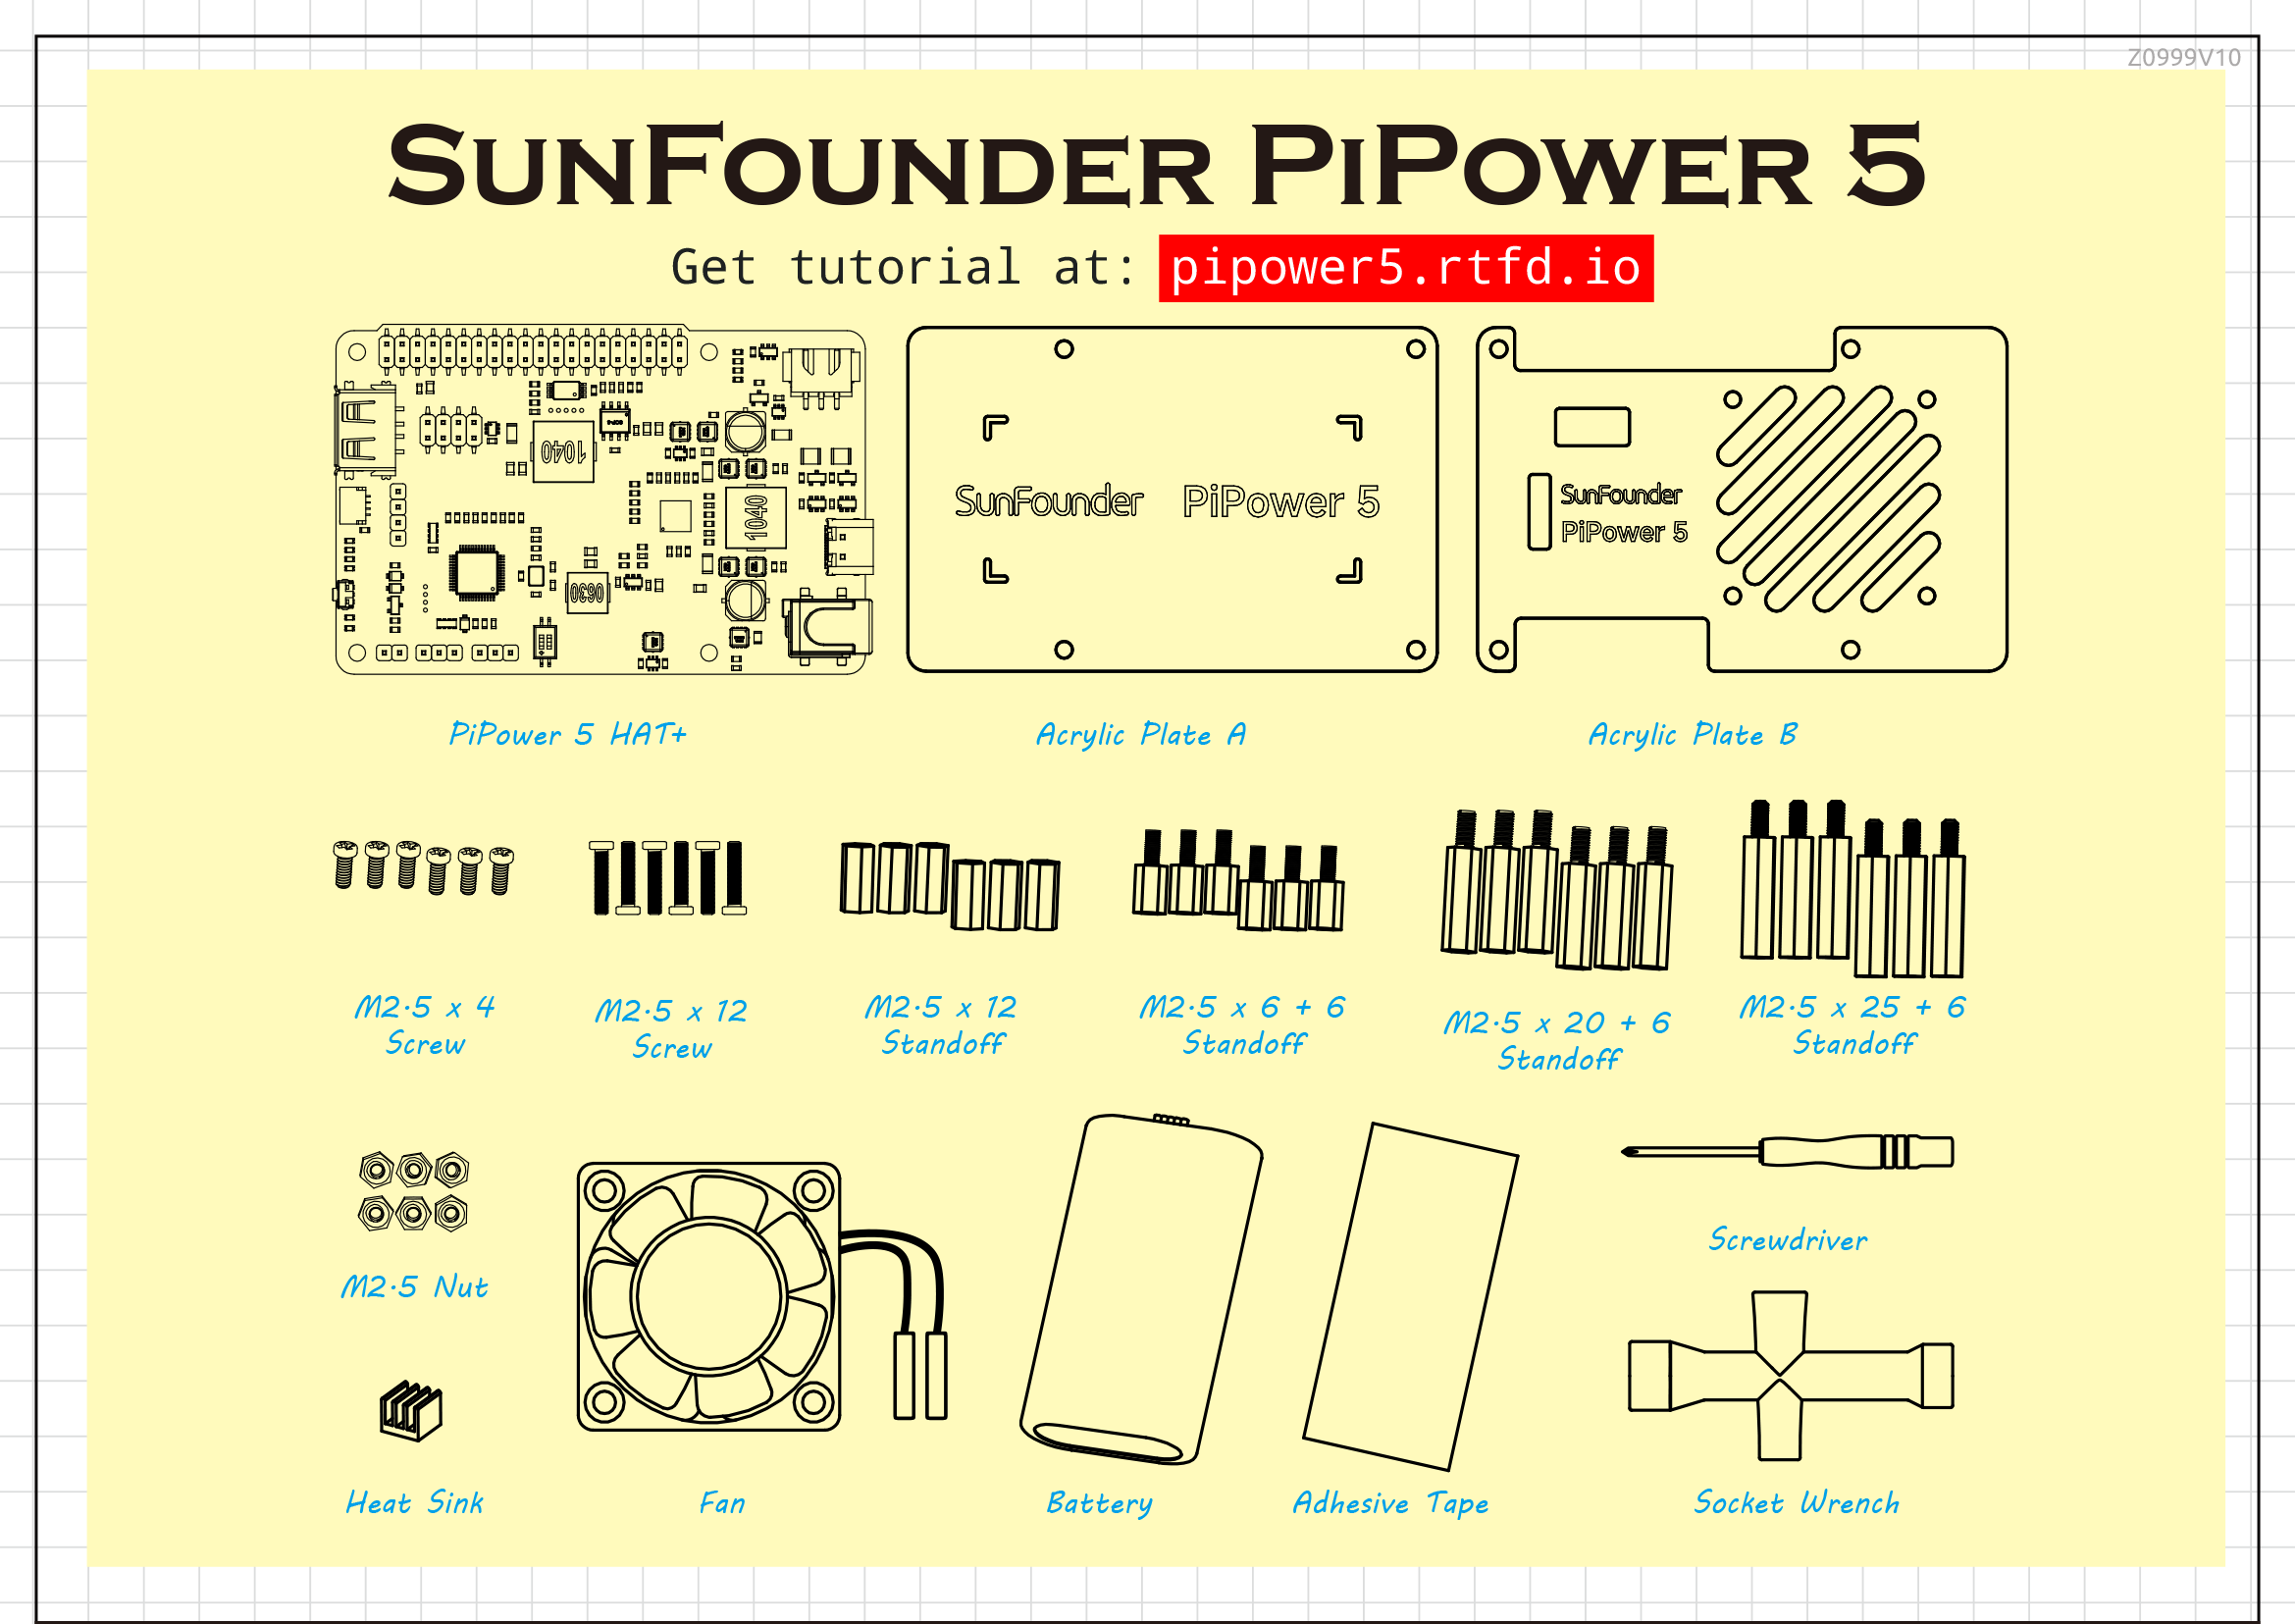 Z0999V10
SunFounder PiPower 5
Get tutorial at: pipower5.rtfd.io
1040
1040
0630
SunFounder PiPower 5
SunFounder
PiPower 5
PiPower 5 HAT+
Acrylic Plate A
Acrylic Plate B
M2.5 x 4
Screw
M2.5 x 12
Screw
M2.5 x 12
Standoff
M2.5 x 6 + 6
Standoff
M2.5 x 20 + 6
Standoff
M2.5 x 25 + 6
Standoff
M2.5 Nut
Screwdriver
Heat Sink
Fan
Battery
Adhesive Tape
Socket Wrench